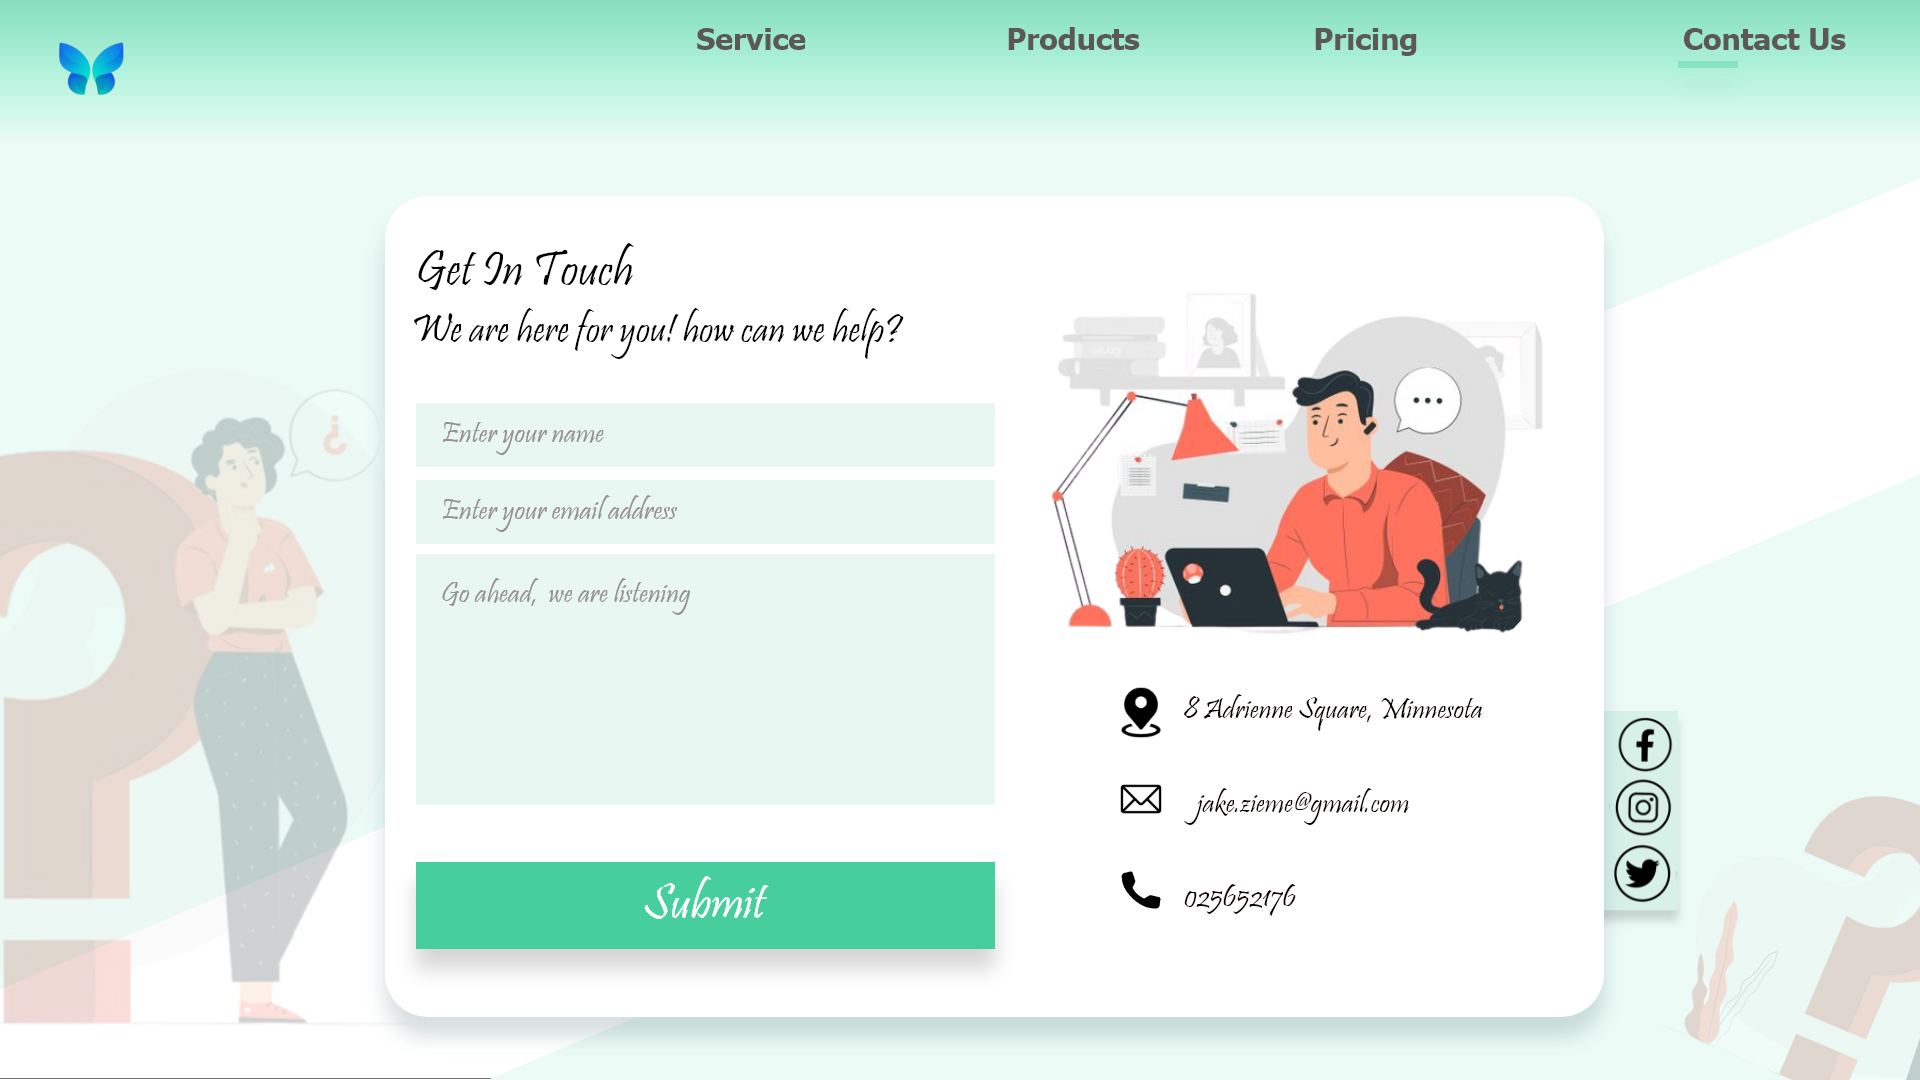 Service
Products
Pricing
Contact Us
Get In Touch
We are here for you! how can we help?
Enter your name
Enter your email address
Go ahead, we are listening
Submit
8 Adrienne Square, Minnesota
jake.zieme@gmail.com
025652176
¿